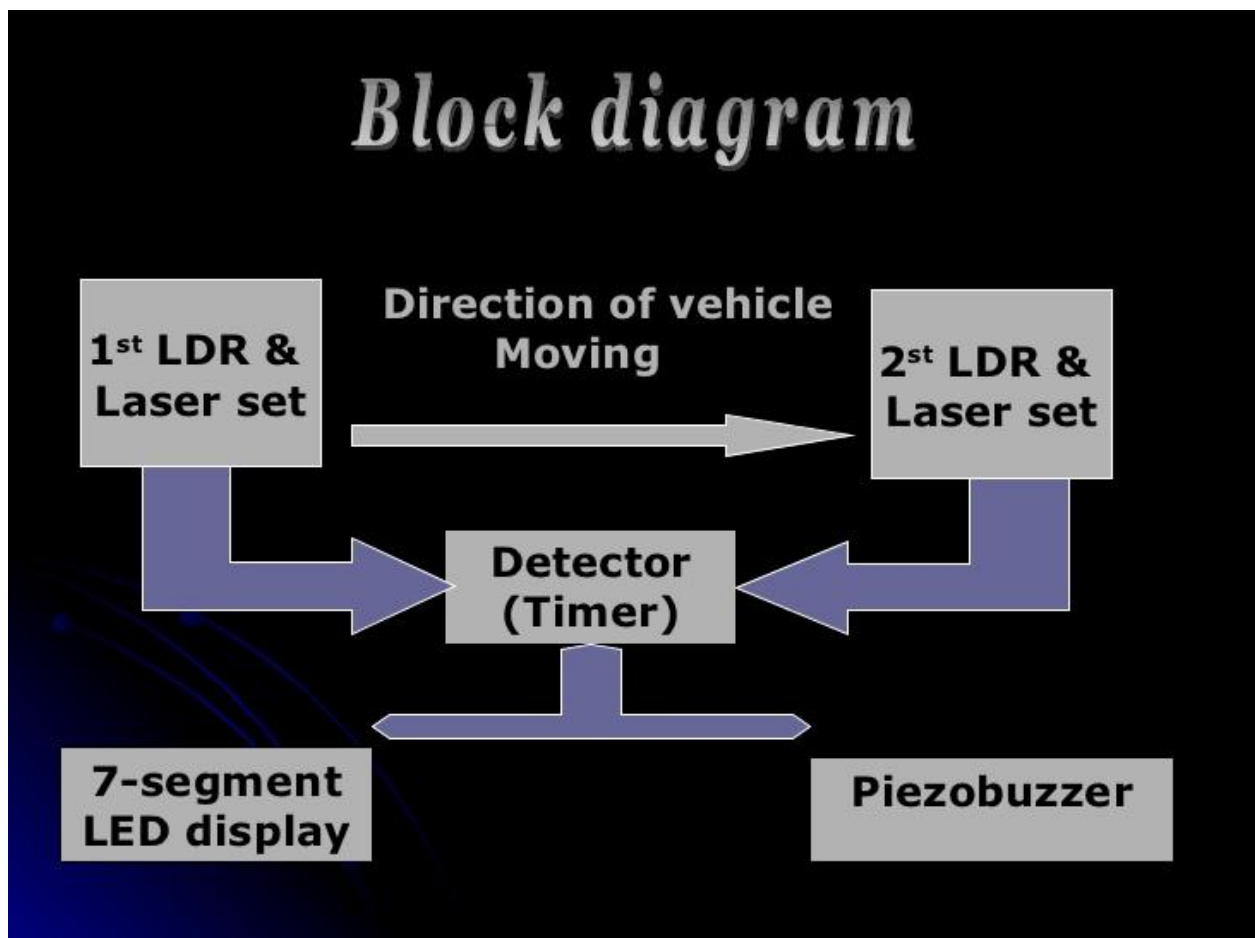 Block diagram
1st LDR &
Laser set
Direction of vehicle
Moving
2st LDR &
Laser set
Detector
(Timer)
7-segment
LED display
Piezobuzzer